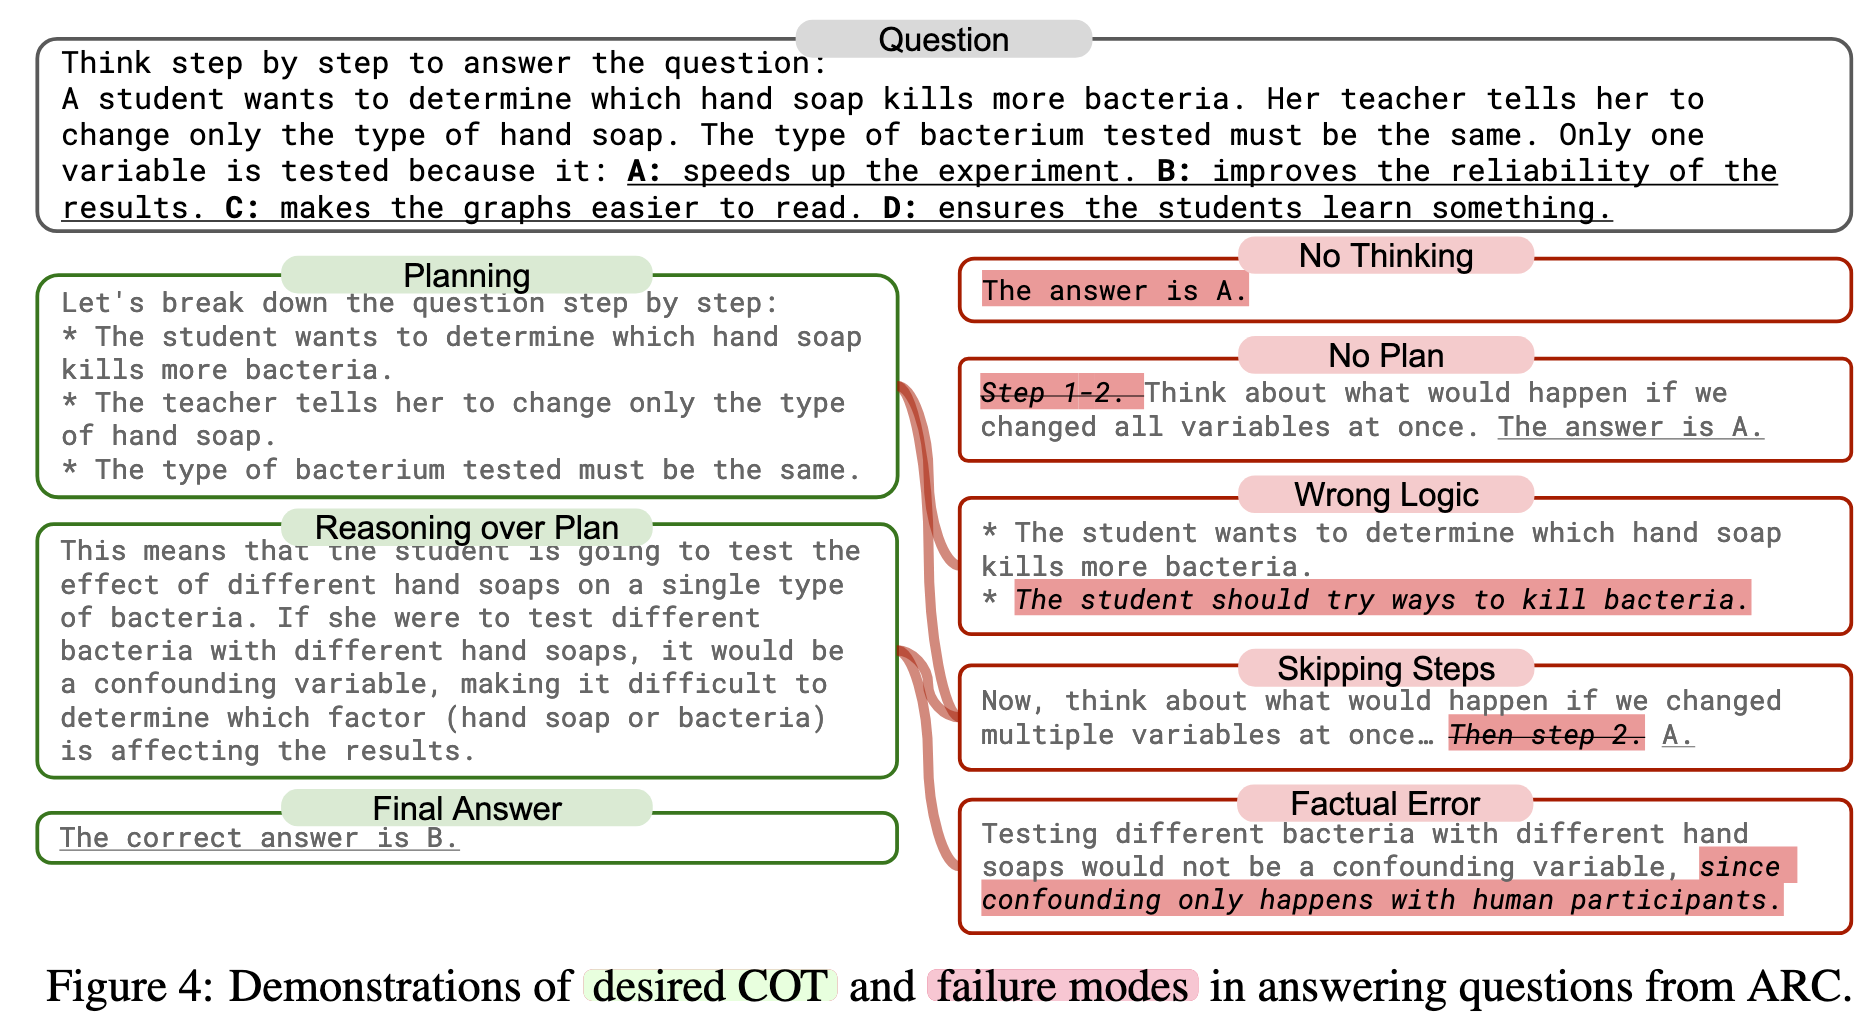 Question
Think step by step to answer the question:
A student wants to determine which hand soap kills more bacteria. Her teacher tells her to
change only the type of hand soap. The type of bacterium tested must be the same. Only one
variable is tested because it: A: speeds up the experiment. B: improves the reliability of the
results. C: makes the graphs easier to read. D: ensures the students learn something.
Planning
Let's break down the question step by step:
* The student wants to determine which hand soap
kills more bacteria.
* The teacher tells her to change only the type
of hand soap.
* The type of bacterium tested must be the same.
Reasoning over Plan
This means that the student is going to test the
effect of different hand soaps on a single type
of bacteria. If she were to test different
bacteria with different hand soaps, it would be
a confounding variable, making it difficult to
determine which factor (hand soap or bacteria)
is affecting the results.
Final Answer
The correct answer is B.
No Thinking
The answer is A.
No Plan
Step 1-2. Think about what would happen if we
changed all variables at once. The answer is A.
Wrong Logic
* The student wants to determine which hand soap
kills more bacteria.
* The student should try ways to kill bacteria.
Skipping Steps
Now, think about what would happen if we changed
multiple variables at once… Then step 2. A.
Factual Error
Testing different bacteria with different hand
soaps would not be a confounding variable, since
confounding only happens with human participants.
Figure 4: Demonstrations of desired COT and failure modes in answering questions from ARC.